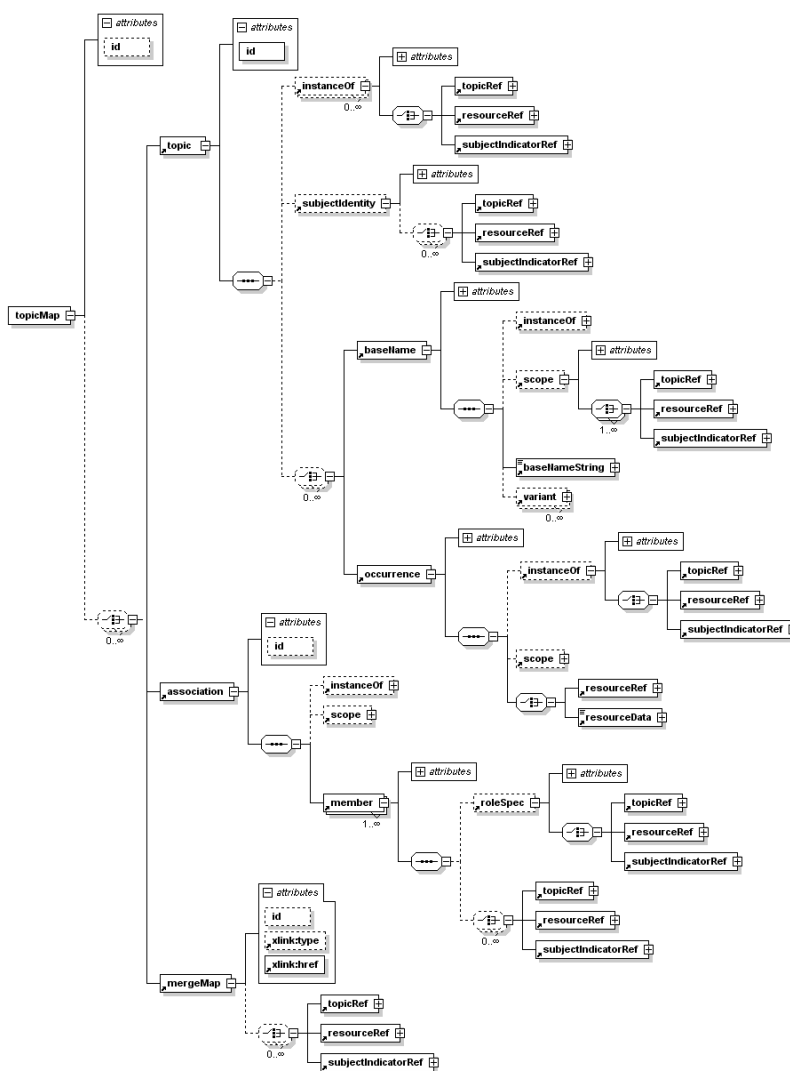 attributes
id
attributes
id
attributes
instanceOf
0..∞
topicRef
resourceRef
subjectIndicatorRef
topic
attributes
subjectIdentity
topicRef
resourceRef
0..∞
subjectIndicatorRef
attributes
topicMap
instanceOf
baseName
attributes
scope
topicRef
resourceRef
1..∞
subjectIndicatorRef
baseNameString
0..∞
variant
0..∞
attributes
attributes
occurrence
instanceOf
topicRef
resourceRef
subjectIndicatorRef
0..∞
attributes
id
scope
association
instanceOf
resourceRef
scope
resourceData
attributes
attributes
member
1..∞
roleSpec
topicRef
resourceRef
subjectIndicatorRef
attributes
id
topicRef
resourceRef
0..∞
subjectIndicatorRef
xlink:type
xlink:href
mergeMap
topicRef
resourceRef
0..∞
subjectIndicatorRef